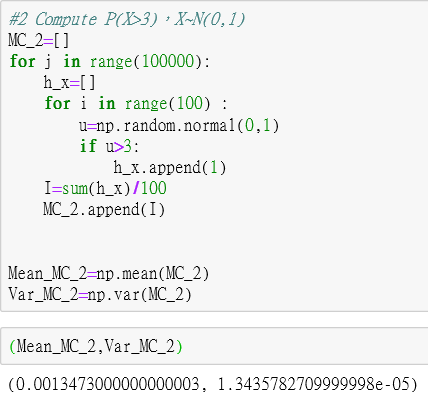 #2 Compute P(X>3)，X~N(0,1)
MC_2=[]
for j in range(100000):
    h_x=[]
    for i in range(100) :
        u=np.random.normal(0,1)
        if u>3:
            h_x.append(1)
    I=sum(h_x)/100
    MC_2.append(I)
Mean_MC_2=np.mean(MC_2)
Var_MC_2=np.var(MC_2)
(Mean_MC_2,Var_MC_2)
(0.0013473000000000003, 1.3435782709999998e-05)